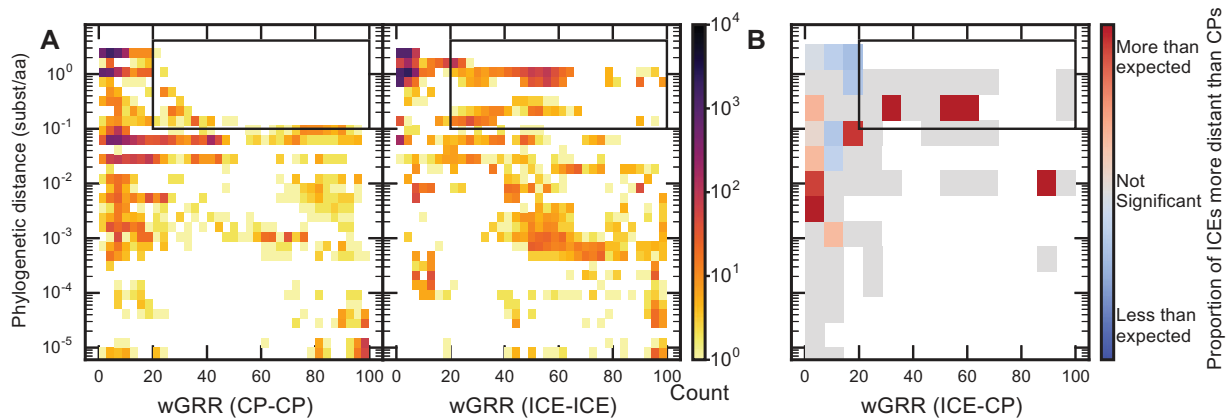 A
B
Phylogenetic distance (subst/aa)
10^0
10^-1
10^-2
10^-3
10^-4
10^-5
0 20 40 60 80 100
wGRR (CP-CP)
0 20 40 60 80 100
wGRR (ICE-ICE)
10^4
10^3
10^2
10^1
10^0
Count
0 20 40 60 80 100
wGRR (ICE-CP)
More than
expected
Not
Significant
Less than
expected
Proportion of ICEs more distant than CPs